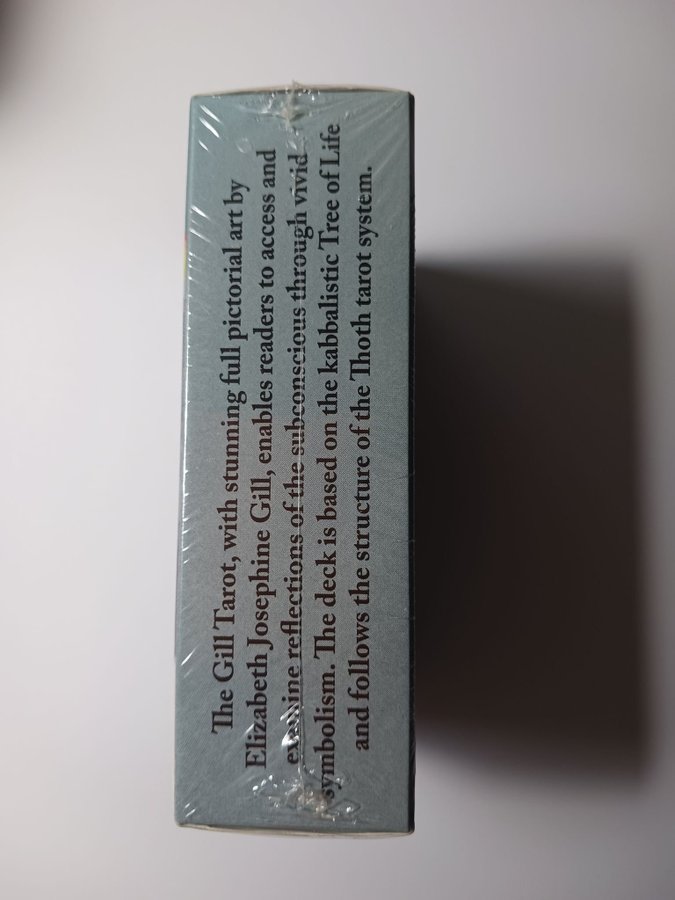 The Gill Tarot, with stunning full pictorial art by
Elizabeth Josephine Gill, enables readers to access and
examine reflections of the subconscious through vivid
symbolism. The deck is based on the kabbalistic Tree of Life
and follows the structure of the Thoth tarot system.